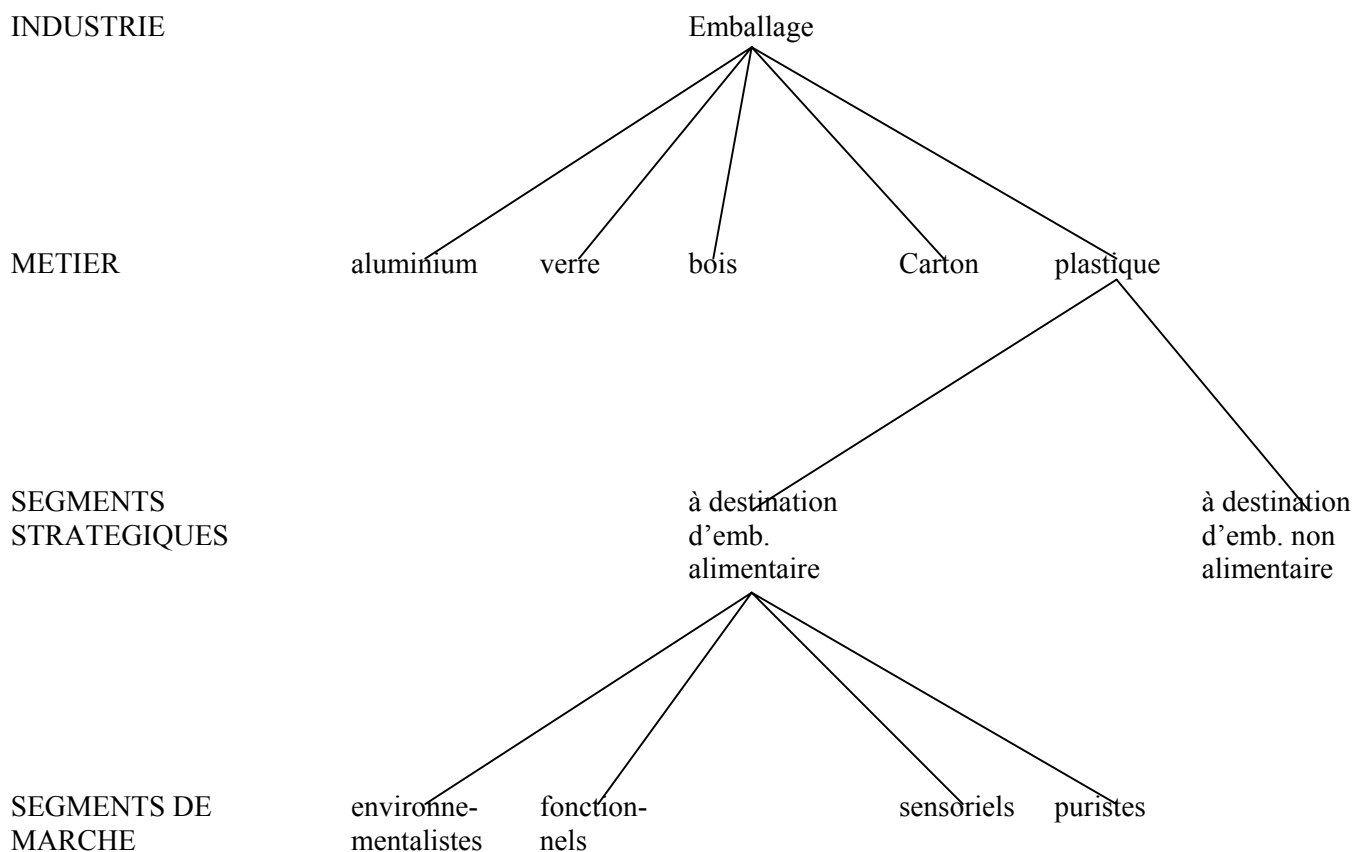 INDUSTRIE Emballage
METIER aluminium verre bois Carton plastique
SEGMENTS à destination à destination
STRATEGIQUES d’emb. d’emb. non
alimentaire alimentaire
SEGMENTS DE environne- fonction- sensoriels puristes
MARCHE mentalistes nels